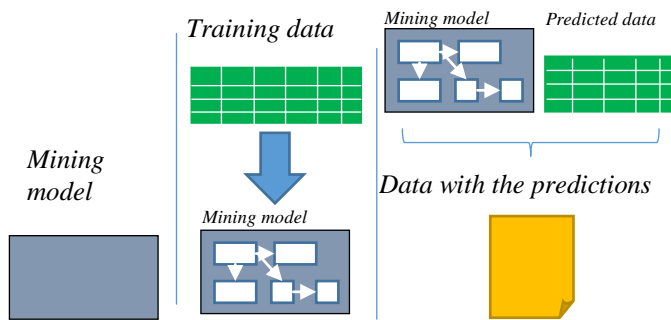 Mining
model
Training data
Mining model
Mining model
Predicted data
Data with the predictions